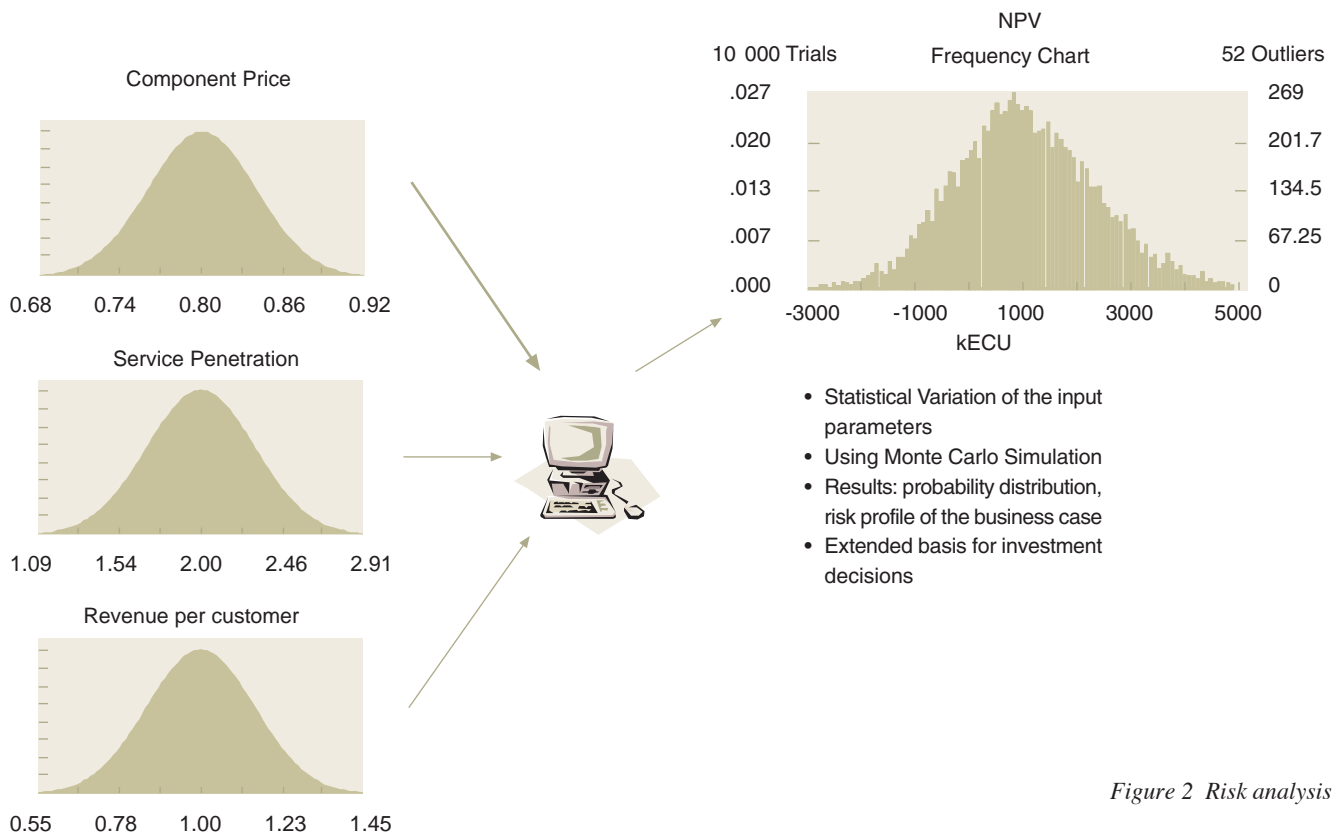 Component Price
0.68 0.74 0.80 0.86 0.92
Service Penetration
1.09 1.54 2.00 2.46 2.91
Revenue per customer
0.55 0.78 1.00 1.23 1.45
NPV
10 000 Trials Frequency Chart 52 Outliers
.027 269
.020 201.7
.013 134.5
.007 67.25
.000 0
-3000 -1000 1000 3000 5000
kECU
• Statistical Variation of the input
parameters
• Using Monte Carlo Simulation
• Results: probability distribution,
risk profile of the business case
• Extended basis for investment
decisions
Figure 2 Risk analysis